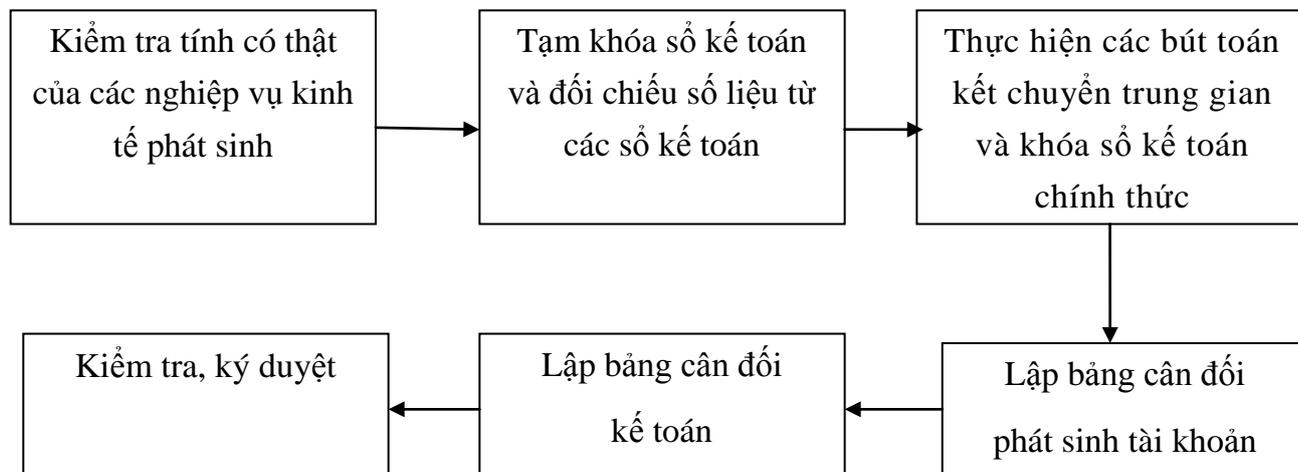 Kiểm tra tính có thật
của các nghiệp vụ kinh
tế phát sinh
Tạm khóa sổ kế toán
và đối chiếu số liệu từ
các sổ kế toán
Thực hiện các bút toán
kết chuyển trung gian
và khóa sổ kế toán
chính thức
Lập bảng cân đối
phát sinh tài khoản
Lập bảng cân đối
kế toán
Kiểm tra, ký duyệt